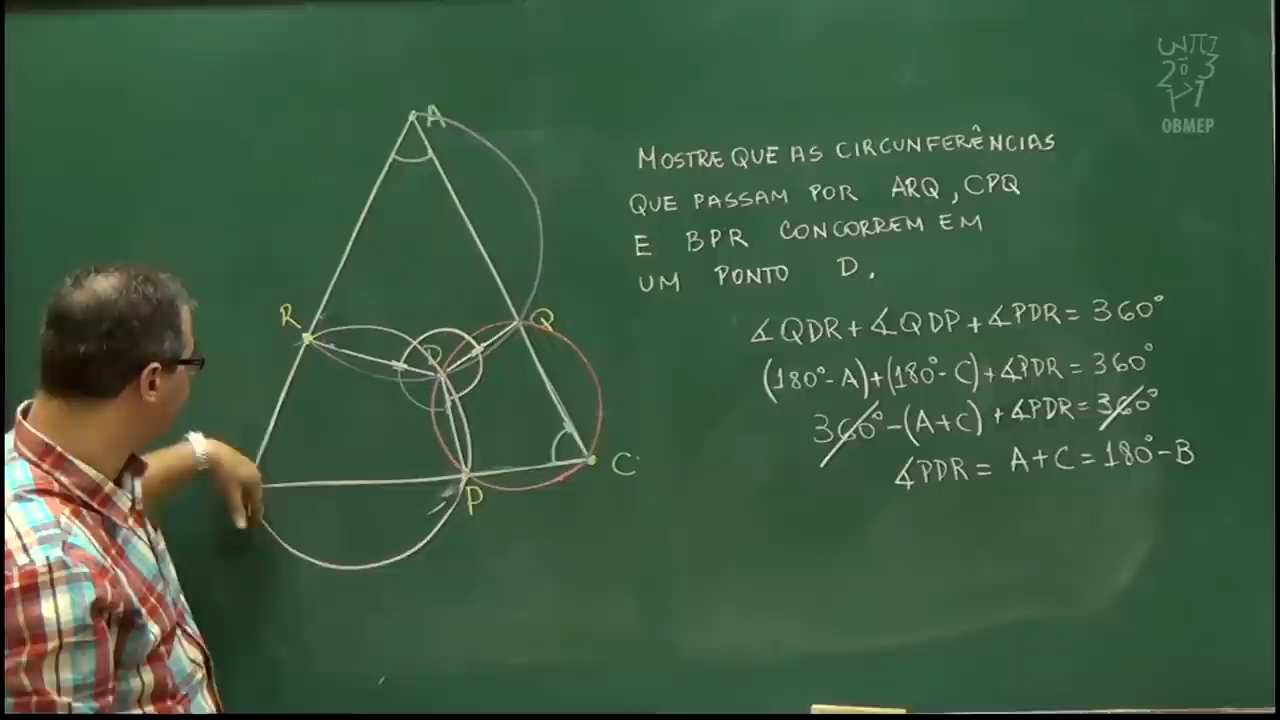 A
R
Q
D
C
P
MOSTRE QUE AS CIRCUNFERÊNCIAS
QUE PASSAM POR ARQ, CPQ
E BPR CONCORREM EM
UM PONTO D.
∡QDR + ∡QDP + ∡PDR = 360°
(180° - A) + (180° - C) + ∡PDR = 360°
360° - (A + C) + ∡PDR = 360°
∡PDR = A + C = 180° - B
OBMEP